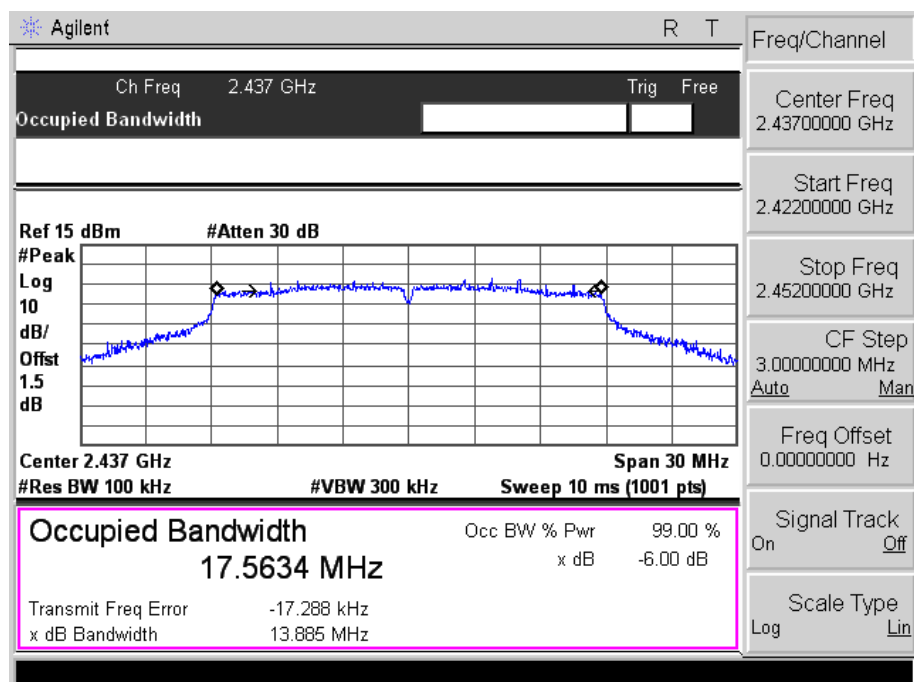 Agilent R T
Ch Freq 2.437 GHz Trig Free
Occupied Bandwidth
Ref 15 dBm #Atten 30 dB
#Peak
Log
10
dB/
Offst
1.5
dB
Center 2.437 GHz Span 30 MHz
#Res BW 100 kHz #VBW 300 kHz Sweep 10 ms (1001 pts)
Occupied Bandwidth
17.5634 MHz
Occ BW % Pwr 99.00 %
x dB -6.00 dB
Transmit Freq Error -17.288 kHz
x dB Bandwidth 13.885 MHz
Freq/Channel
Center Freq
2.43700000 GHz
Start Freq
2.42200000 GHz
Stop Freq
2.45200000 GHz
CF Step
3.00000000 MHz
Auto Man
Freq Offset
0.00000000 Hz
Signal Track
On Off
Scale Type
Log Lin